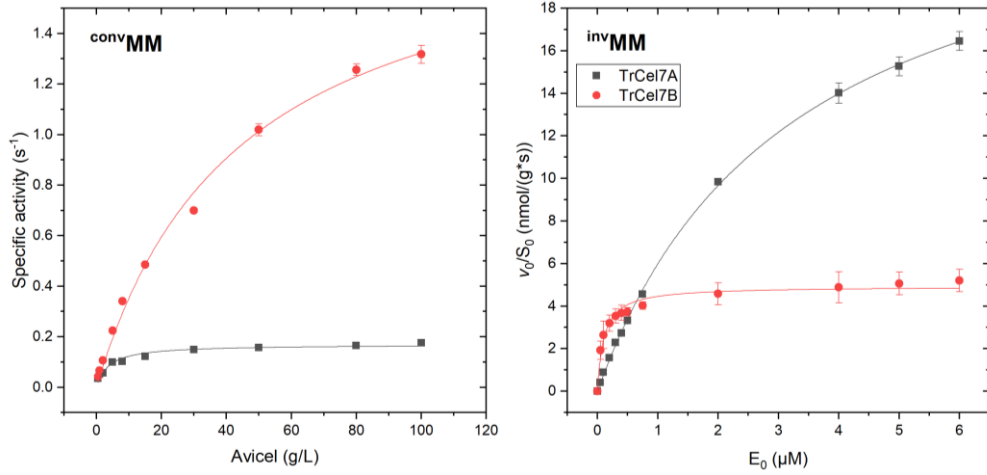 convMM
Specific activity (s⁻¹)
1.4
1.2
1.0
0.8
0.6
0.4
0.2
0.0
0 20 40 60 80 100 120
Avicel (g/L)
invMM
TrCel7A
TrCel7B
v₀/S₀ (nmol/(g*s))
18
16
14
12
10
8
6
4
2
0
0 1 2 3 4 5 6
E₀ (µM)